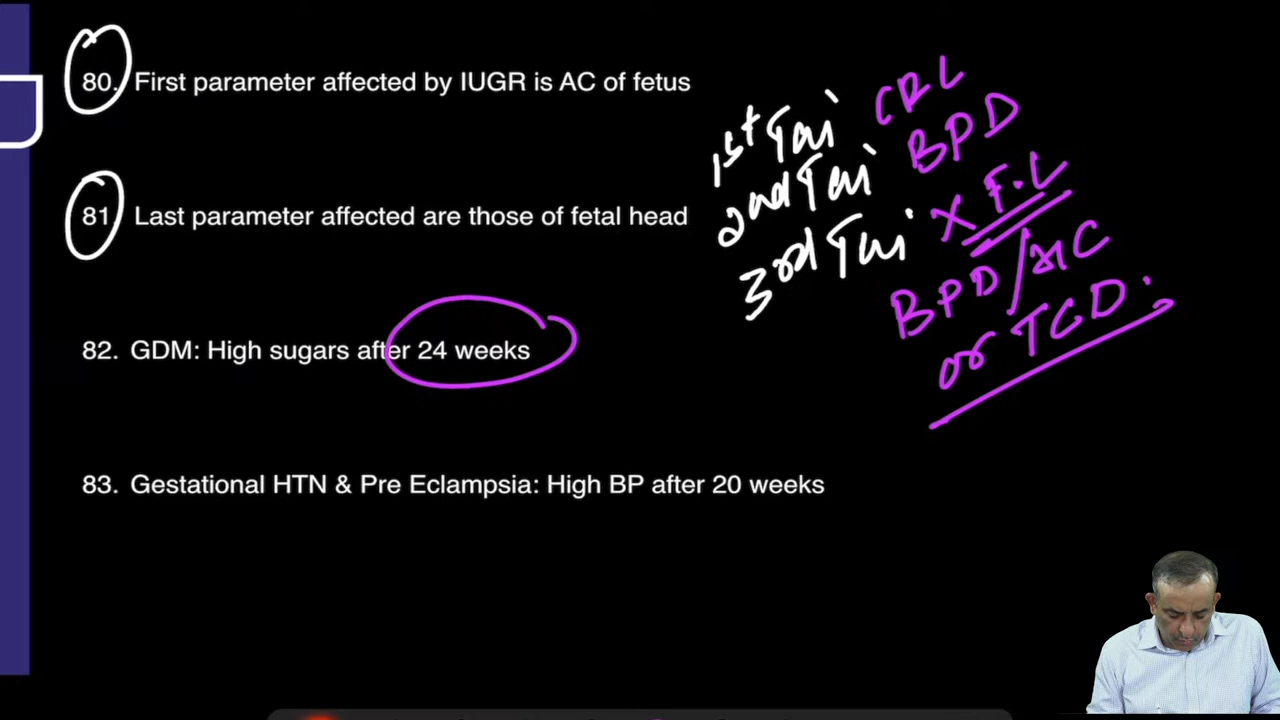 80. First parameter affected by IUGR is AC of fetus
81. Last parameter affected are those of fetal head
82. GDM: High sugars after 24 weeks
83. Gestational HTN & Pre Eclampsia: High BP after 20 weeks
1st Tri CRL
2nd Tri BPD
3rd Tri X F.L
BPD/HC
or TCD.